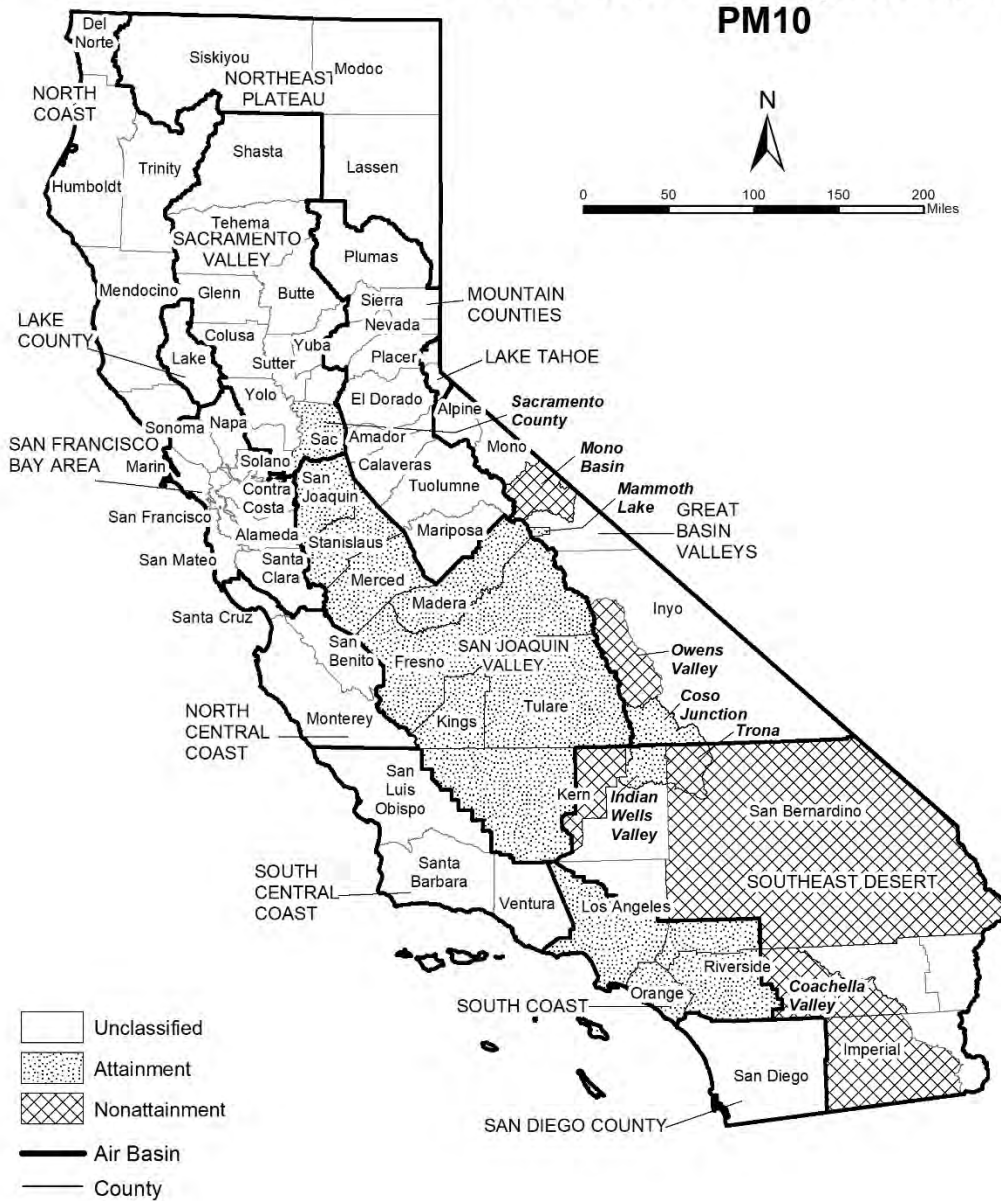 PM10
N
0 50 100 150 200
Miles
Del
Norte
Siskiyou
Modoc
NORTHEAST
PLATEAU
NORTH
COAST
Shasta
Trinity
Lassen
Humboldt
Tehema
SACRAMENTO
VALLEY
Plumas
Mendocino
Glenn
Butte
Sierra
MOUNTAIN
COUNTIES
Nevada
LAKE
COUNTY
Colusa
Yuba
Lake
Sutter
Placer
LAKE TAHOE
Yolo
El Dorado
Alpine
Sacramento
County
Sonoma
Napa
Sac
Amador
Mono
SAN FRANCISCO
BAY AREA
Marin
Solano
Calaveras
Mono
Basin
San
Joaquin
Tuolumne
Contra
Costa
Mammoth
Lake
San Francisco
Alameda
Stanislaus
Mariposa
GREAT
BASIN
VALLEYS
San Mateo
Santa
Clara
Merced
Madera
Inyo
Santa Cruz
San
Benito
Fresno
SAN JOAQUIN
VALLEY
Owens
Valley
Monterey
Kings
Tulare
Coso
Junction
NORTH
CENTRAL
COAST
Trona
San
Luis
Obispo
Kern
Indian
Wells
Valley
San Bernardino
SOUTH
CENTRAL
COAST
Santa
Barbara
Ventura
Los Angeles
SOUTHEAST DESERT
Riverside
Orange
Coachella
Valley
SOUTH COAST
Imperial
San Diego
SAN DIEGO COUNTY
Unclassified
Attainment
Nonattainment
Air Basin
County